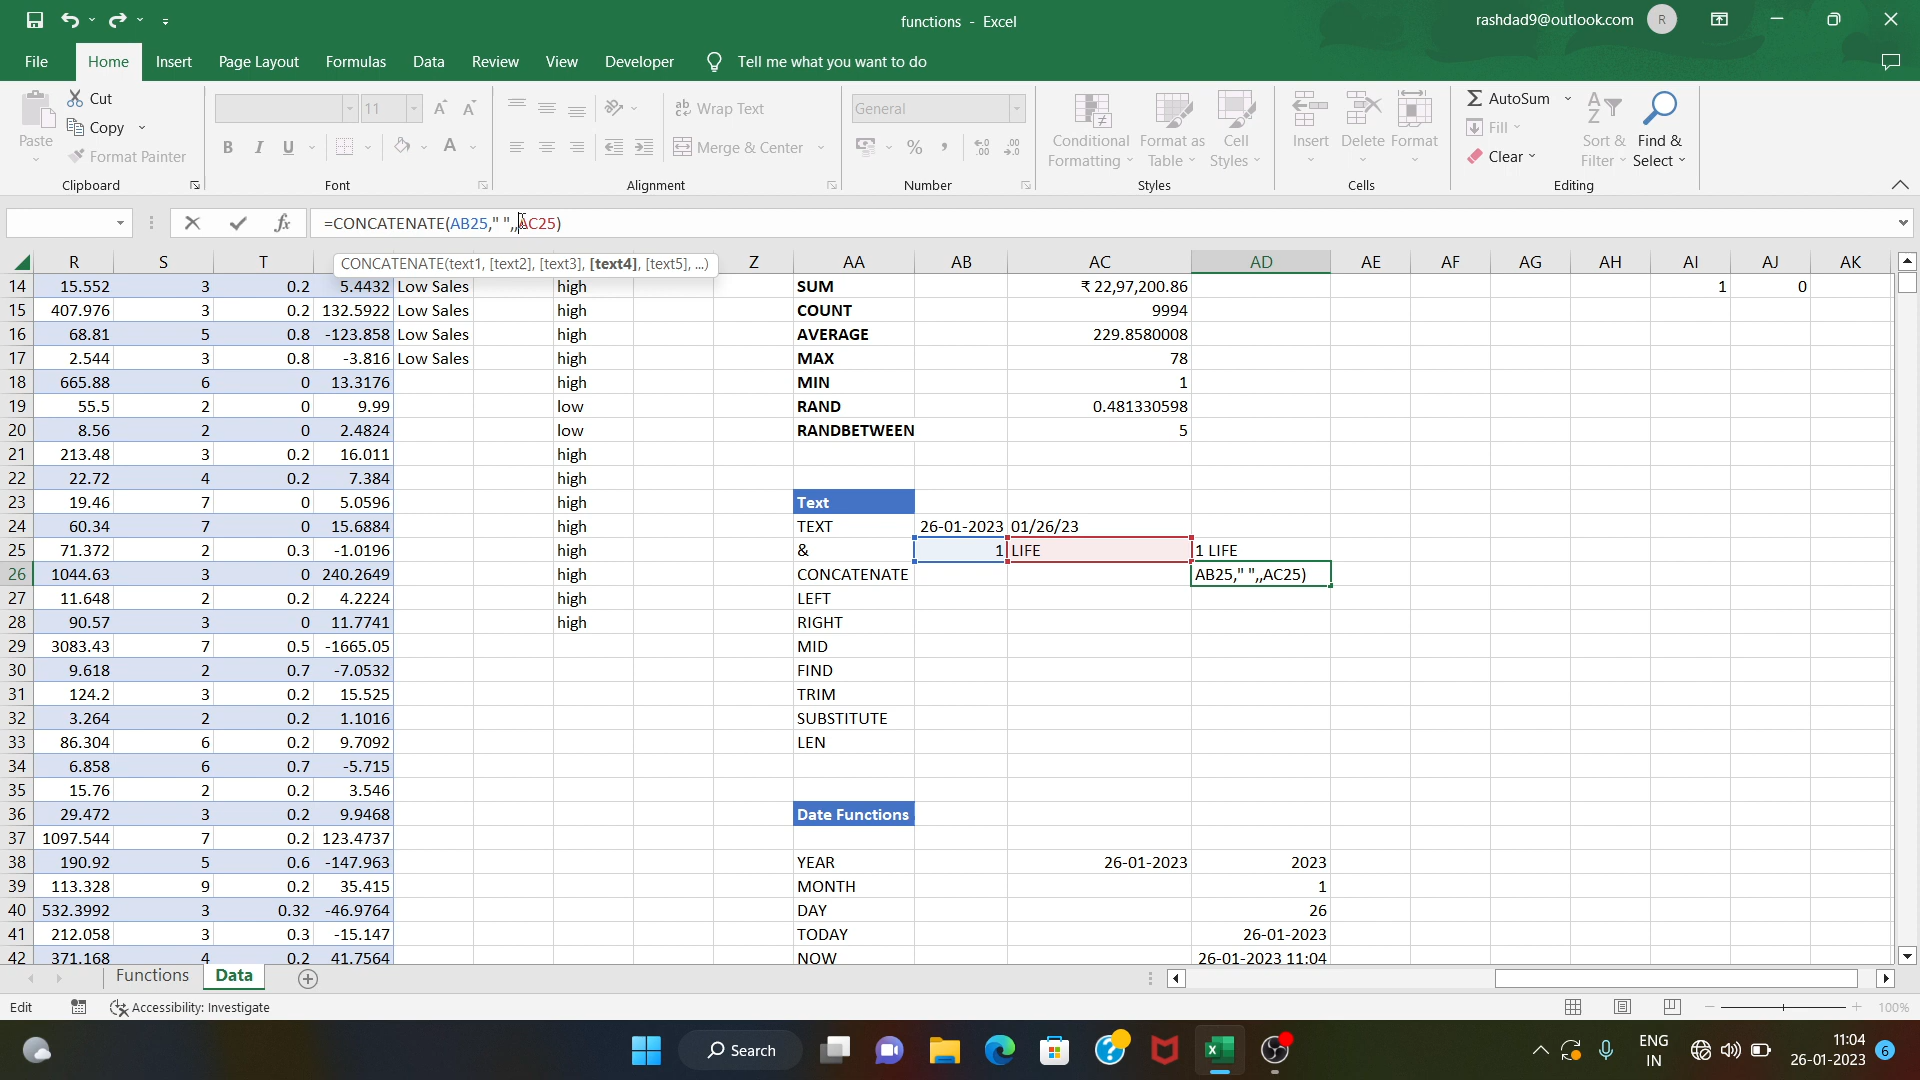 functions - Excel
rashdad9@outlook.com R
File Home Insert Page Layout Formulas Data Review View Developer Tell me what you want to do
Paste Cut Copy Format Painter Clipboard
11 B I U A Font
ab Wrap Text Merge & Center Alignment
General % , Number
Conditional Formatting Format as Table Cell Styles Styles
Insert Delete Format Cells
AutoSum Fill Clear Sort & Filter Find & Select Editing
fx =CONCATENATE(AB25," ",,AC25)
CONCATENATE(text1, [text2], [text3], [text4], [text5], ...)
R S T Z AA AB AC AD AE AF AG AH AI AJ AK
14 15.552 3 0.2 5.4432 Low Sales high SUM ₹ 22,97,200.86 1 0
15 407.976 3 0.2 132.5922 Low Sales high COUNT 9994
16 68.81 5 0.8 -123.858 Low Sales high AVERAGE 229.8580008
17 2.544 3 0.8 -3.816 Low Sales high MAX 78
18 665.88 6 0 13.3176 high MIN 1
19 55.5 2 0 9.99 low RAND 0.481330598
20 8.56 2 0 2.4824 low RANDBETWEEN 5
21 213.48 3 0.2 16.011 high
22 22.72 4 0.2 7.384 high
23 19.46 7 0 5.0596 high Text
24 60.34 7 0 15.6884 high TEXT 26-01-2023 01/26/23
25 71.372 2 0.3 -1.0196 high & 1 LIFE 1 LIFE
26 1044.63 3 0 240.2649 high CONCATENATE AB25," ",,AC25)
27 11.648 2 0.2 4.2224 high LEFT
28 90.57 3 0 11.7741 high RIGHT
29 3083.43 7 0.5 -1665.05 MID
30 9.618 2 0.7 -7.0532 FIND
31 124.2 3 0.2 15.525 TRIM
32 3.264 2 0.2 1.1016 SUBSTITUTE
33 86.304 6 0.2 9.7092 LEN
34 6.858 6 0.7 -5.715
35 15.76 2 0.2 3.546
36 29.472 3 0.2 9.9468 Date Functions
37 1097.544 7 0.2 123.4737
38 190.92 5 0.6 -147.963 YEAR 26-01-2023 2023
39 113.328 9 0.2 35.415 MONTH 1
40 532.3992 3 0.32 -46.9764 DAY 26
41 212.058 3 0.3 -15.147 TODAY 26-01-2023
42 371.168 4 0.2 41.7564 NOW 26-01-2023 11:04
Functions Data
Edit Accessibility: Investigate 100%
Search ENG IN 11:04 26-01-2023 6